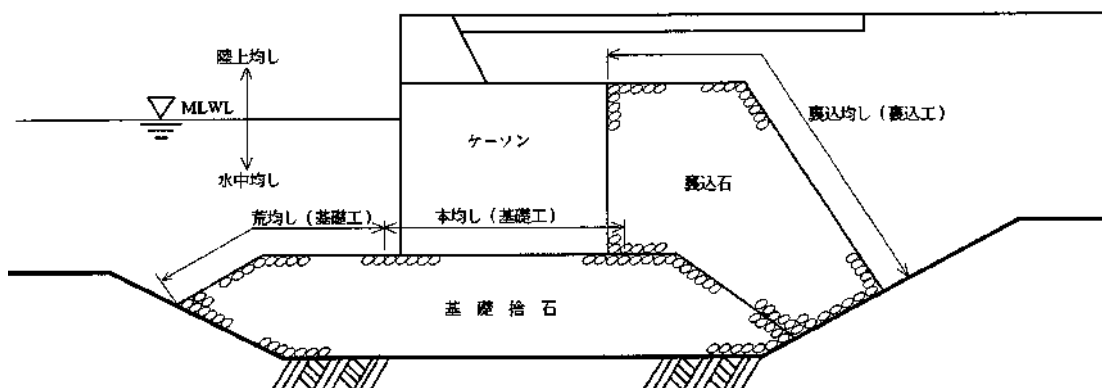 陸上均し
MLWL
水中均し
ケーソン
裏込均し（裏込工）
裏込石
荒均し（基礎工）
本均し（基礎工）
基礎捨石